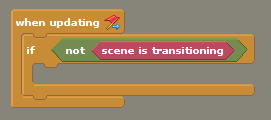 when updating
if not scene is transitioning